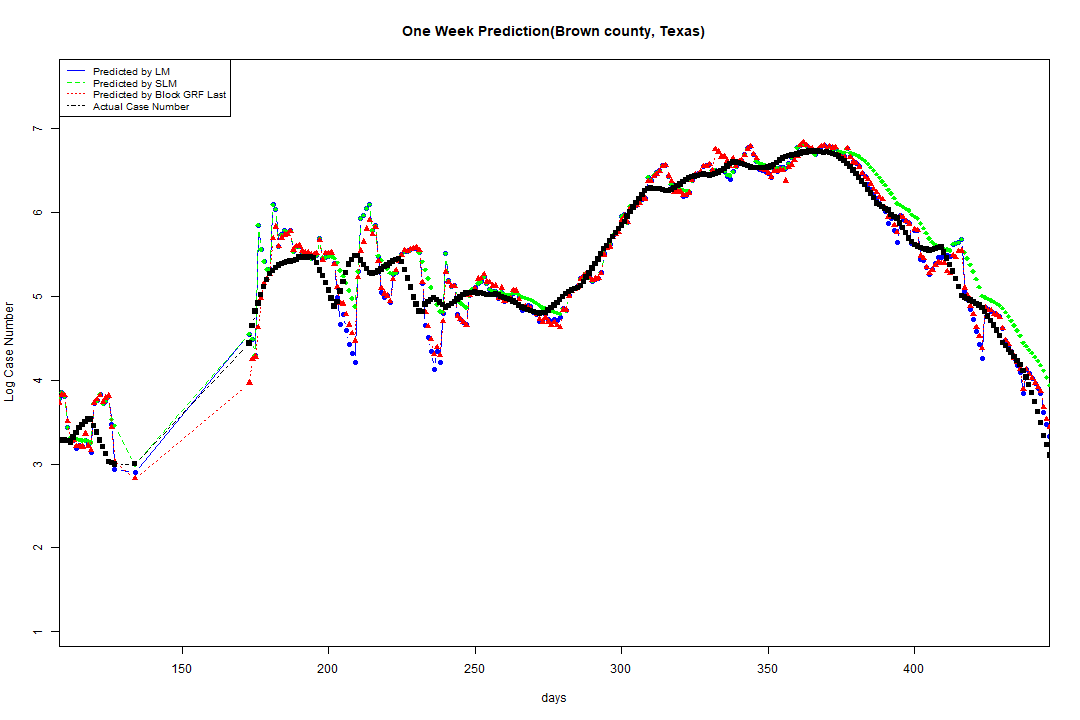 One Week Prediction(Brown county, Texas)
Predicted by LM
Predicted by SLM
Predicted by Block GRF Last
Actual Case Number
7
6
5
4
3
2
1
Log Case Number
150 200 250 300 350 400
days